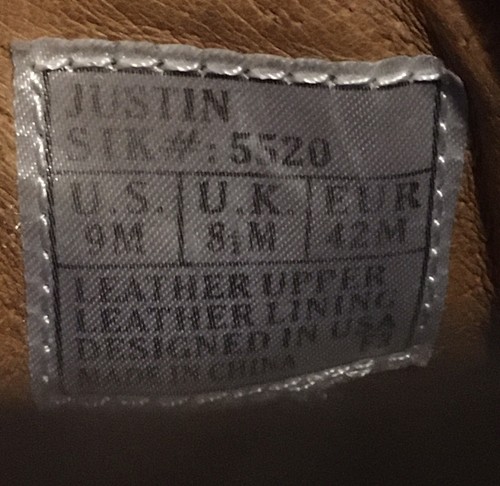 JUSTIN
STK#: 5520
U.S. U.K. EUR
9M 8½M 42M
LEATHER UPPER
LEATHER LINING
DESIGNED IN USA
MADE IN CHINA